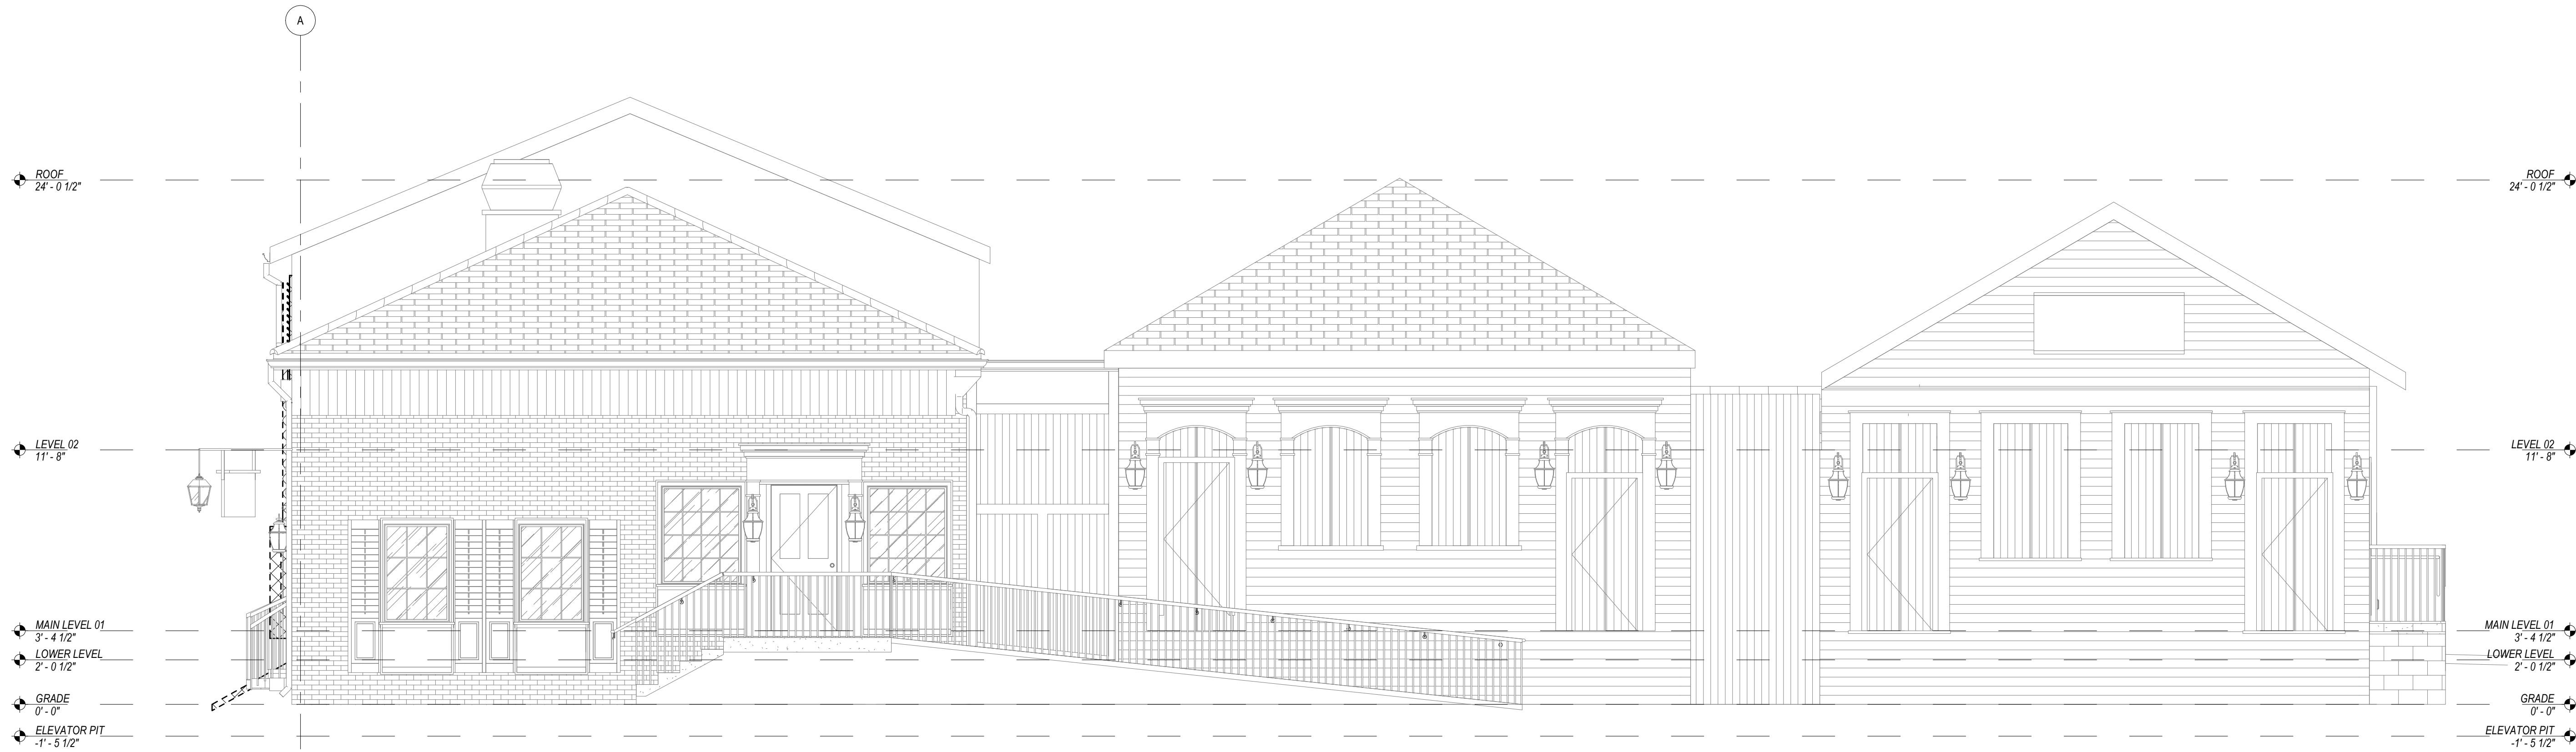 A
ROOF
24' - 0 1/2"
ROOF
24' - 0 1/2"
LEVEL 02
11' - 8"
LEVEL 02
11' - 8"
MAIN LEVEL 01
3' - 4 1/2"
MAIN LEVEL 01
3' - 4 1/2"
LOWER LEVEL
2' - 0 1/2"
LOWER LEVEL
2' - 0 1/2"
GRADE
0' - 0"
GRADE
0' - 0"
ELEVATOR PIT
-1' - 5 1/2"
ELEVATOR PIT
-1' - 5 1/2"